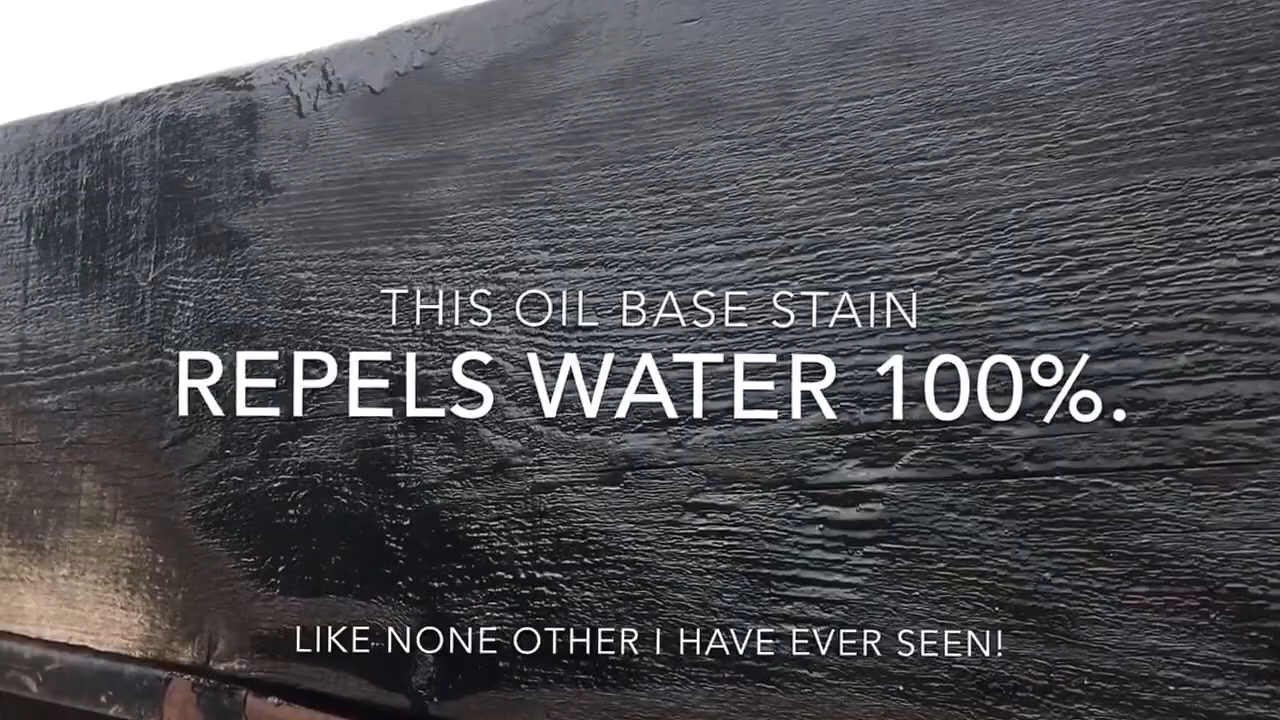 THIS OIL BASE STAIN
REPELS WATER 100%.
LIKE NONE OTHER I HAVE EVER SEEN!